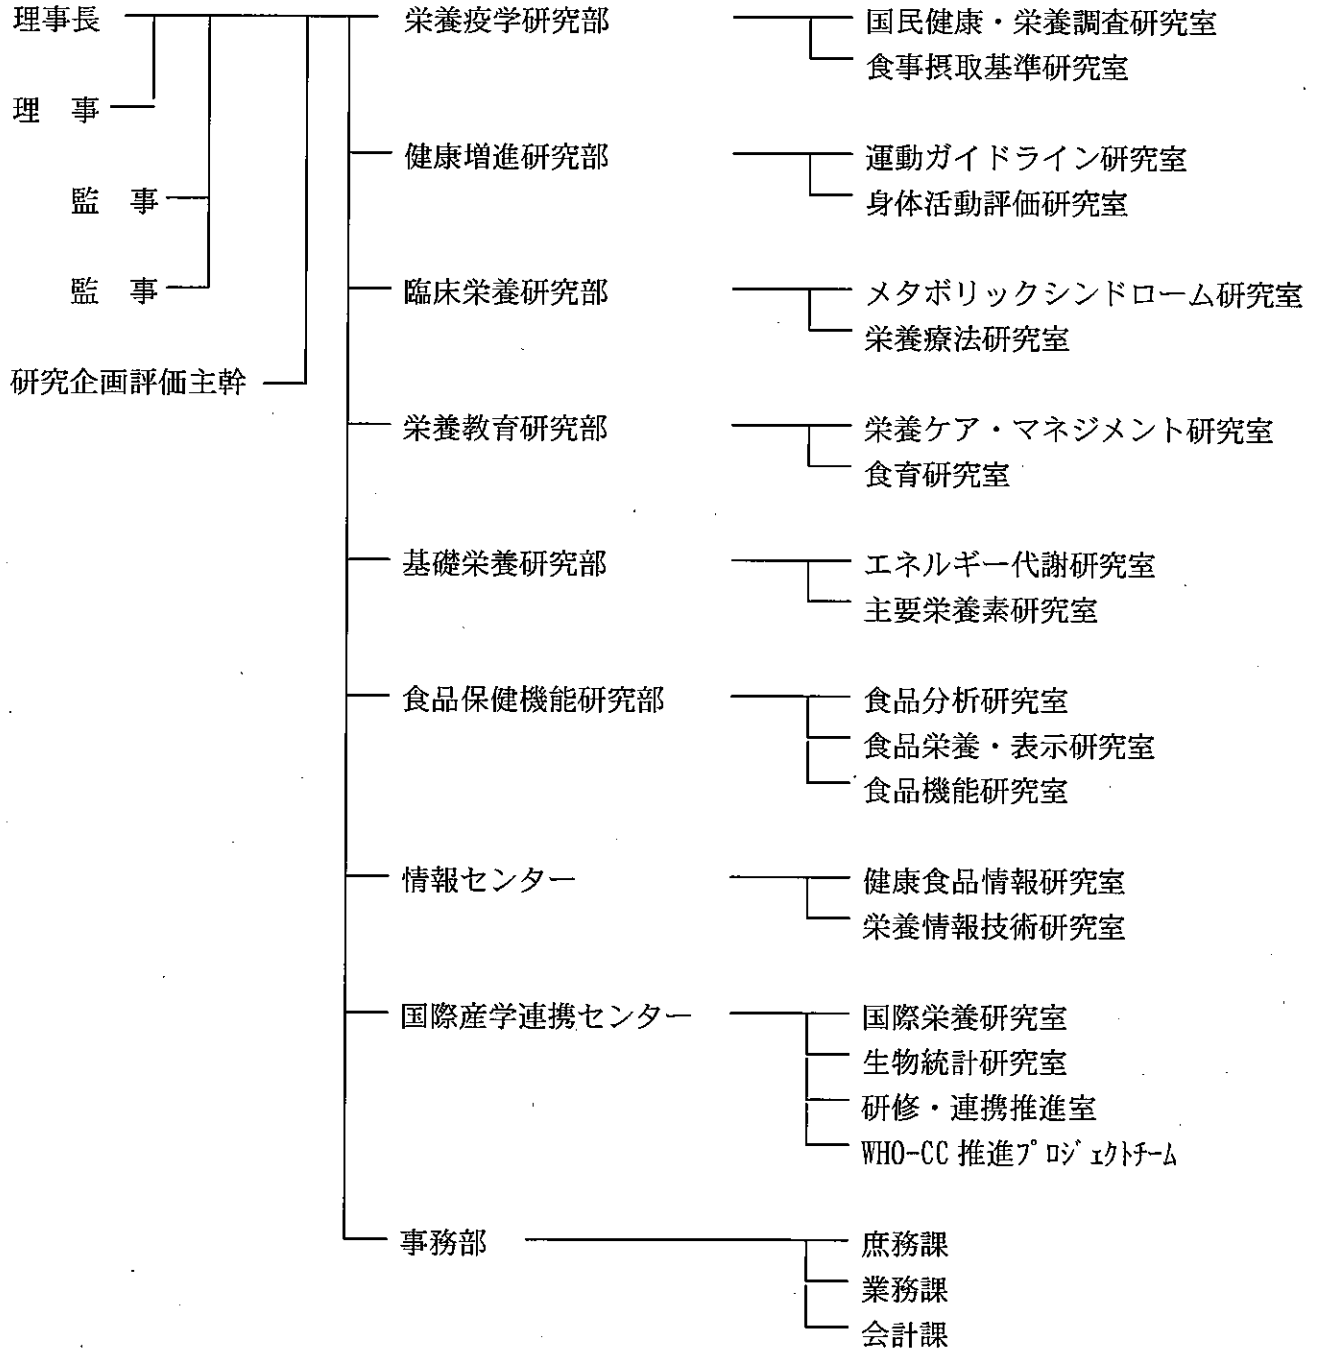 理事長 栄養疫学研究部 国民健康・栄養調査研究室
食事摂取基準研究室
理 事
健康増進研究部 運動ガイドライン研究室
監 事 身体活動評価研究室
監 事 臨床栄養研究部 メタボリックシンドローム研究室
栄養療法研究室
研究企画評価主幹
栄養教育研究部 栄養ケア・マネジメント研究室
食育研究室
基礎栄養研究部 エネルギー代謝研究室
主要栄養素研究室
食品保健機能研究部 食品分析研究室
食品栄養・表示研究室
食品機能研究室
情報センター 健康食品情報研究室
栄養情報技術研究室
国際産学連携センター 国際栄養研究室
生物統計研究室
研修・連携推進室
WHO-CC 推進プロジェクトチーム
事務部 庶務課
業務課
会計課